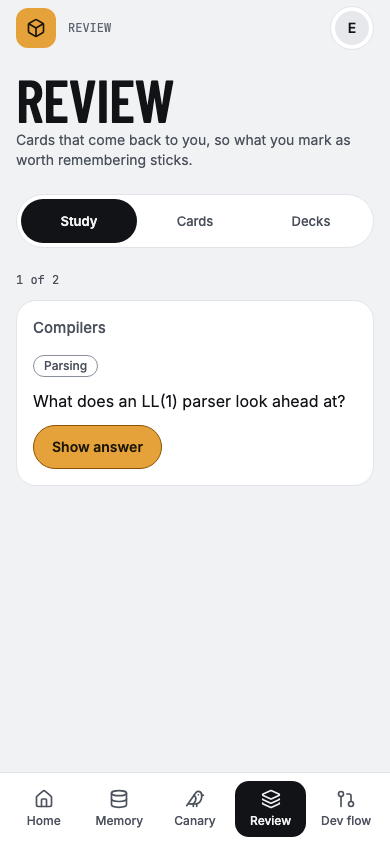 REVIEW
E
REVIEW
Cards that come back to you, so what you mark as
worth remembering sticks.
Study
Cards
Decks
1 of 2
Compilers
Parsing
What does an LL(1) parser look ahead at?
Show answer
Home
Memory
Canary
Review
Dev flow